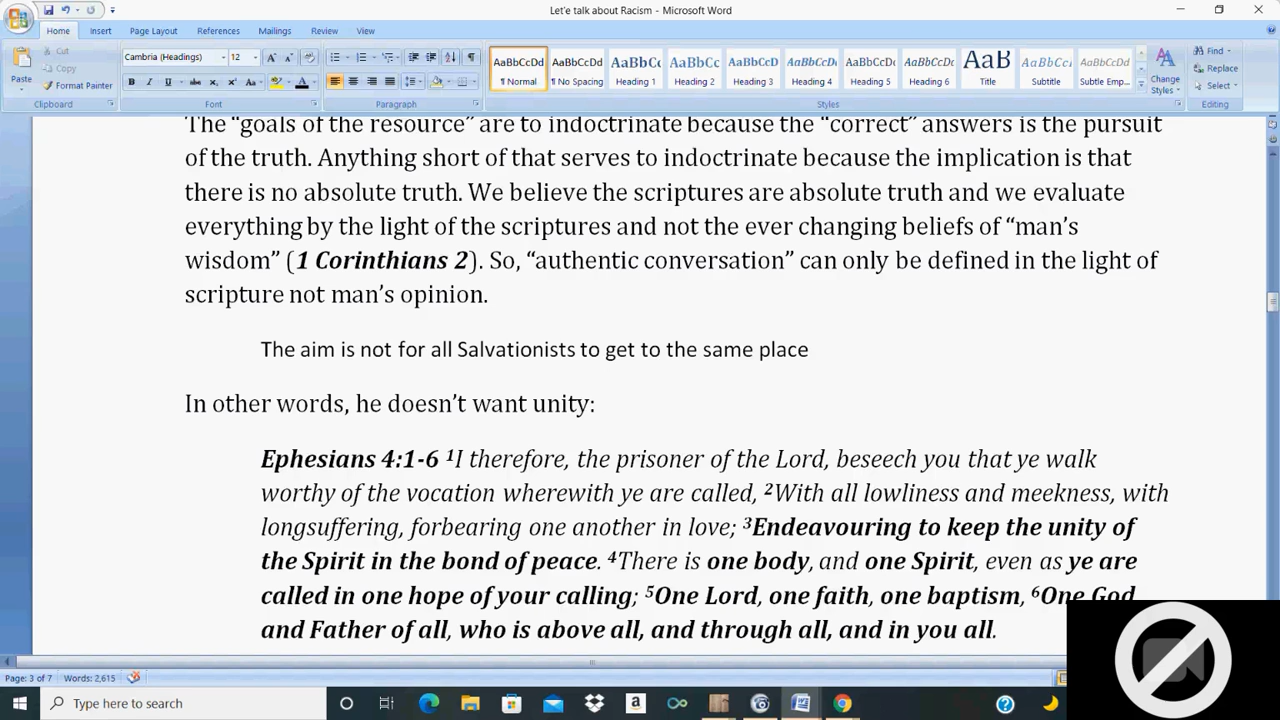 Let'e talk about Racism - Microsoft Word
Home Insert Page Layout References Mailings Review View
Paste
Cut
Copy
Format Painter
Clipboard
Cambria (Headings) 12
Font
Paragraph
AaBbCcDd AaBbCcDd AaBbCc AaBbCc AaBbCcD AaBbCcDd AaBbCcDd AaBbCcDd AaB AaBbCcI AaBbCcDd
¶ Normal ¶ No Spacing Heading 1 Heading 2 Heading 3 Heading 4 Heading 5 Heading 6 Title Subtitle Subtle Emp...
Change Styles
Styles
Find
Replace
Select
Editing
The “goals of the resource” are to indoctrinate because the “correct” answers is the pursuit
of the truth. Anything short of that serves to indoctrinate because the implication is that
there is no absolute truth. We believe the scriptures are absolute truth and we evaluate
everything by the light of the scriptures and not the ever changing beliefs of “man’s
wisdom” (1 Corinthians 2). So, “authentic conversation” can only be defined in the light of
scripture not man’s opinion.
The aim is not for all Salvationists to get to the same place
In other words, he doesn’t want unity:
Ephesians 4:1-6 ¹I therefore, the prisoner of the Lord, beseech you that ye walk
worthy of the vocation wherewith ye are called, ²With all lowliness and meekness, with
longsuffering, forbearing one another in love; ³Endeavouring to keep the unity of
the Spirit in the bond of peace. ⁴There is one body, and one Spirit, even as ye are
called in one hope of your calling; ⁵One Lord, one faith, one baptism, ⁶One God
and Father of all, who is above all, and through all, and in you all.
Page: 3 of 7 Words: 2,615
Type here to search